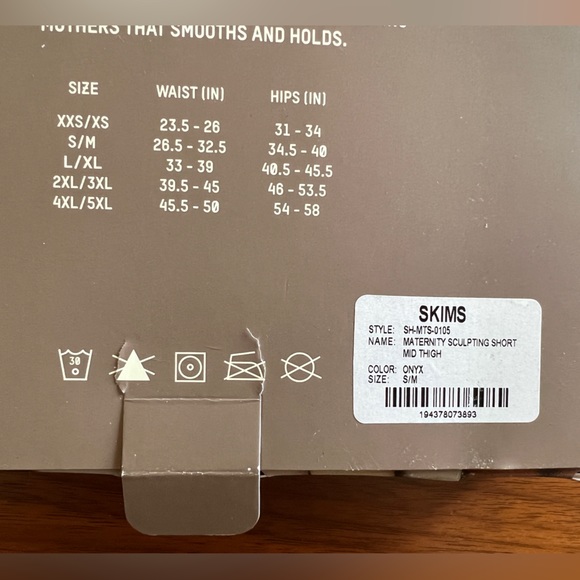 MOTHERS THAT SMOOTHS AND HOLDS.
SIZE WAIST (IN) HIPS (IN)
XXS/XS 23.5 - 26 31 - 34
S/M 26.5 - 32.5 34.5 - 40
L/XL 33 - 39 40.5 - 45.5
2XL/3XL 39.5 - 45 46 - 53.5
4XL/5XL 45.5 - 50 54 - 58
30
SKIMS
STYLE: SH-MTS-0105
NAME: MATERNITY SCULPTING SHORT
MID THIGH
COLOR: ONYX
SIZE: S/M
194378073893